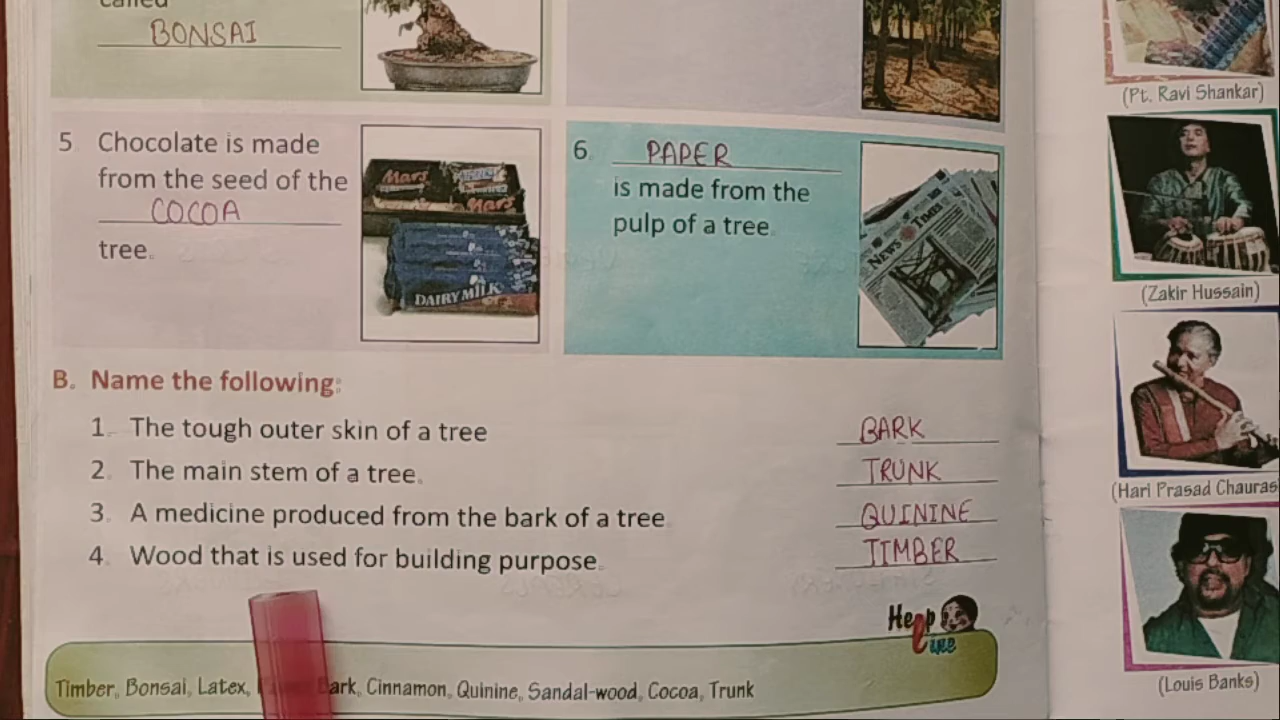 called
BONSAI
5 Chocolate is made
from the seed of the
COCOA
tree.
Mars
Mars
DAIRY MILK
6. PAPER
is made from the
pulp of a tree
NEWS TIMES
B. Name the following:
1. The tough outer skin of a tree BARK
2. The main stem of a tree. TRUNK
3. A medicine produced from the bark of a tree QUININE
4. Wood that is used for building purpose. TIMBER
Help Line
Timber, Bonsai, Latex, Bark, Cinnamon, Quinine, Sandal-wood, Cocoa, Trunk
(Pt. Ravi Shankar)
(Zakir Hussain)
(Hari Prasad Chauras
(Louis Banks)